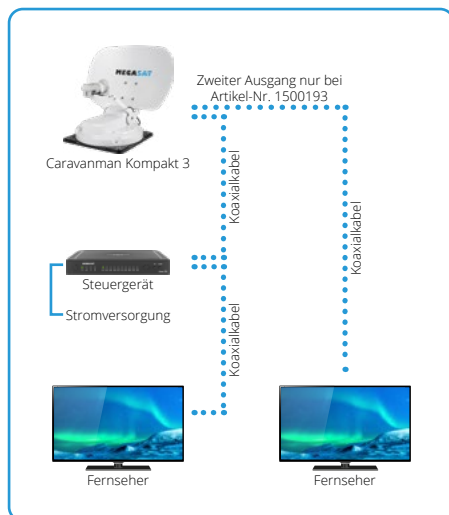 MEGASAT
Zweiter Ausgang nur bei
Artikel-Nr. 1500193
Caravanman Kompakt 3
Koaxialkabel
Koaxialkabel
Steuergerät
Stromversorgung
Koaxialkabel
Fernseher
Fernseher